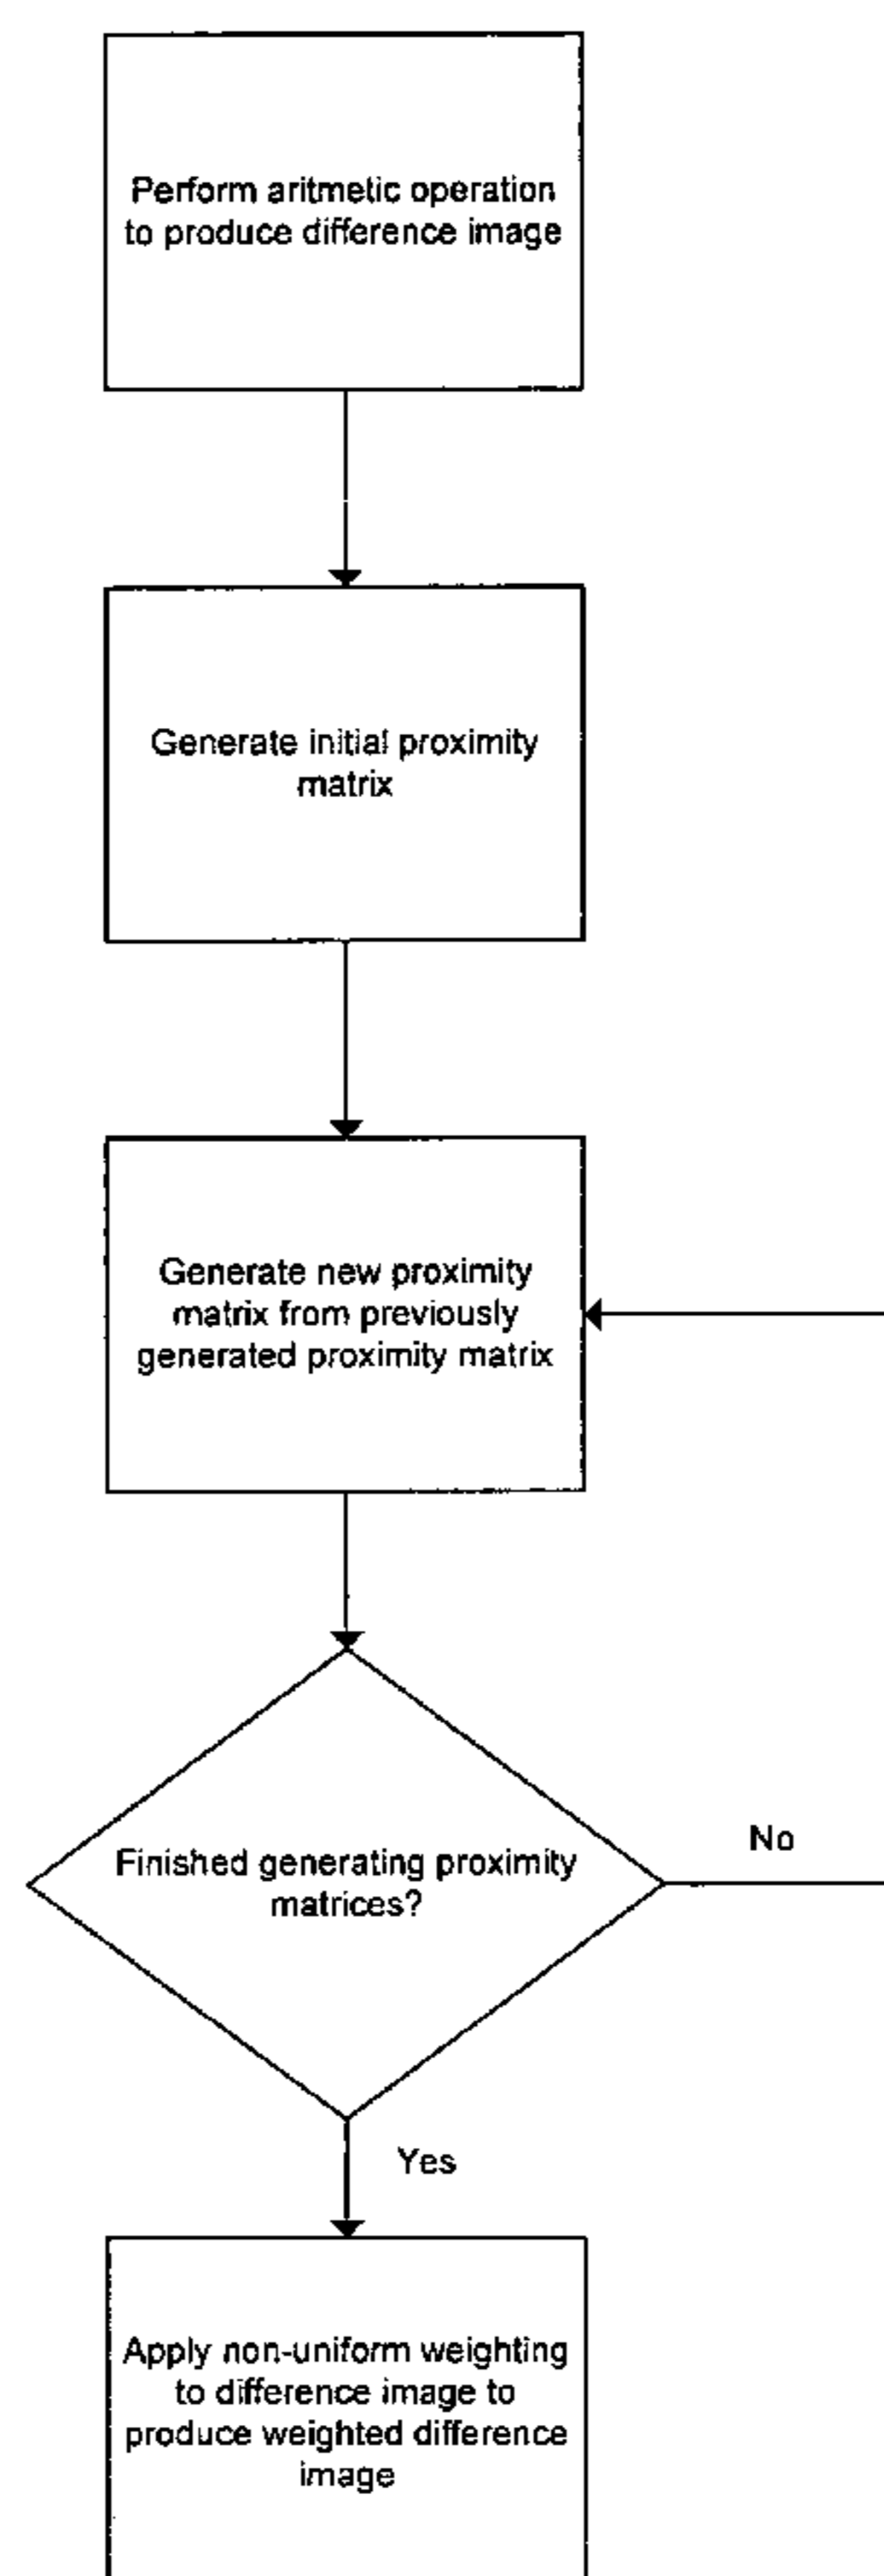 Perform aritmetic operation
to produce difference image
Generate initial proximity
matrix
Generate new proximity
matrix from previously
generated proximity matrix
Finished generating proximity
matrices?
No
Yes
Apply non-uniform weighting
to difference image to
produce weighted difference
image